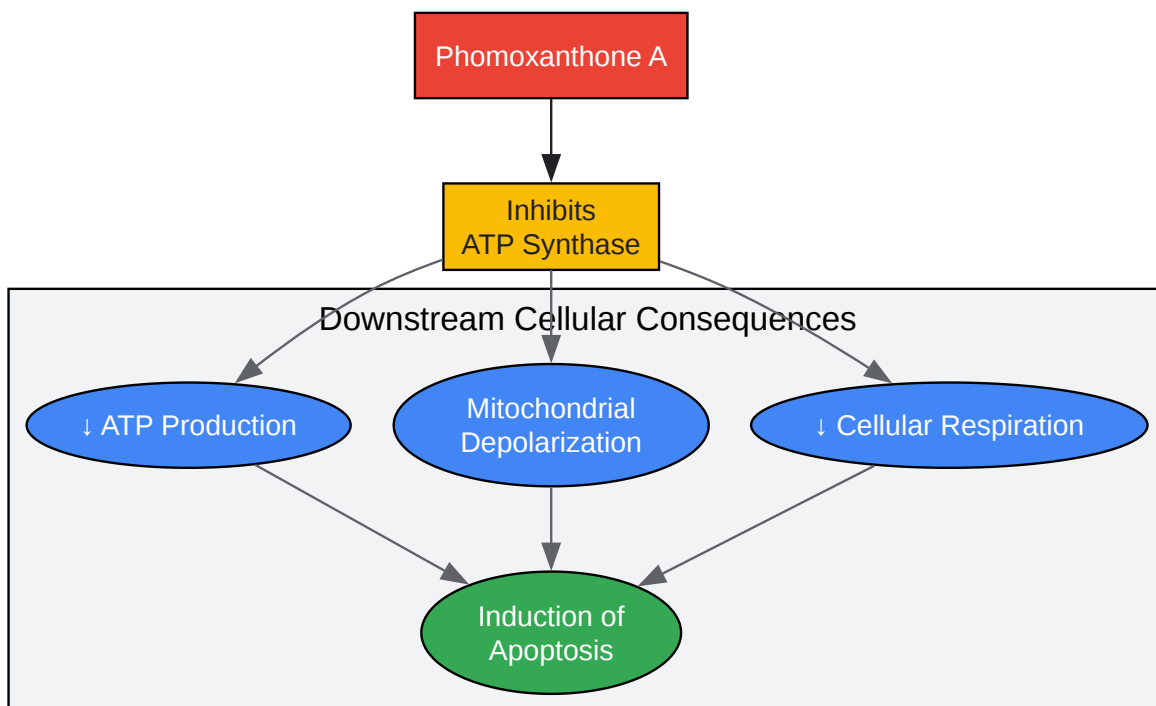 Phomoxanthone A
Inhibits
ATP Synthase
Downstream Cellular Consequences
↓ ATP Production
Mitochondrial
Depolarization
↓ Cellular Respiration
Induction of
Apoptosis